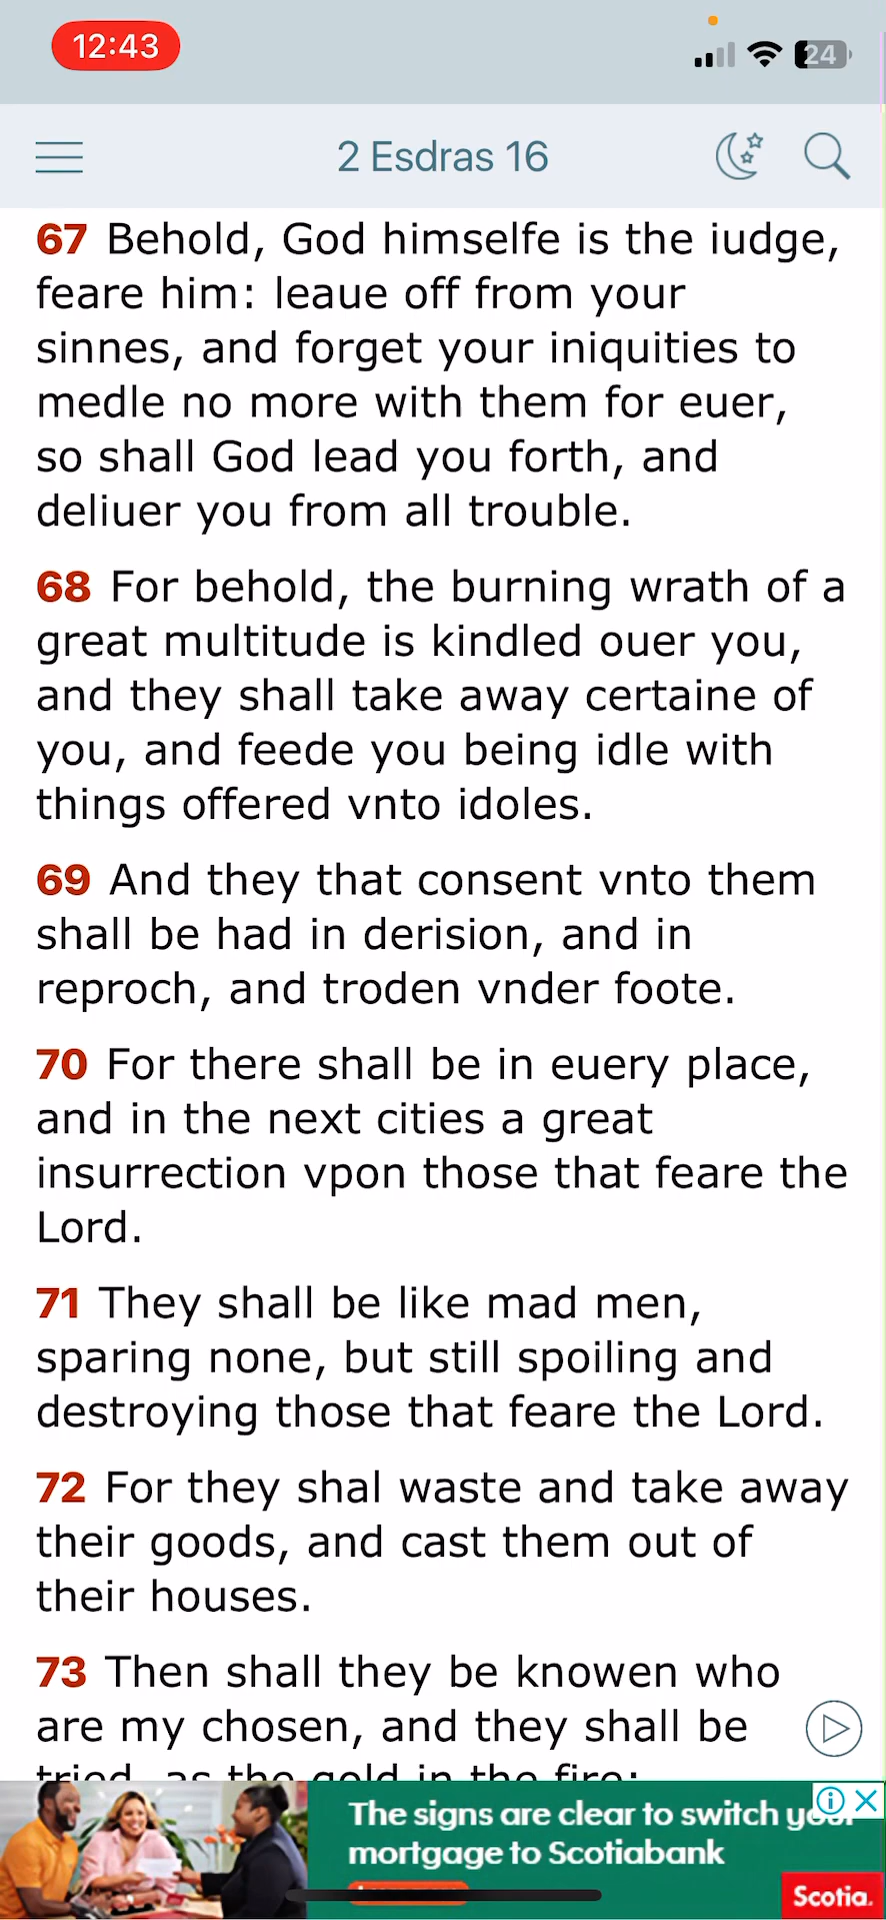 12:43
24
2 Esdras 16
67 Behold, God himselfe is the iudge,
feare him: leaue off from your
sinnes, and forget your iniquities to
medle no more with them for euer,
so shall God lead you forth, and
deliuer you from all trouble.
68 For behold, the burning wrath of a
great multitude is kindled ouer you,
and they shall take away certaine of
you, and feede you being idle with
things offered vnto idoles.
69 And they that consent vnto them
shall be had in derision, and in
reproch, and troden vnder foote.
70 For there shall be in euery place,
and in the next cities a great
insurrection vpon those that feare the
Lord.
71 They shall be like mad men,
sparing none, but still spoiling and
destroying those that feare the Lord.
72 For they shal waste and take away
their goods, and cast them out of
their houses.
73 Then shall they be knowen who
are my chosen, and they shall be
tried, as the gold in the fire:
The signs are clear to switch your
mortgage to Scotiabank
Scotia.